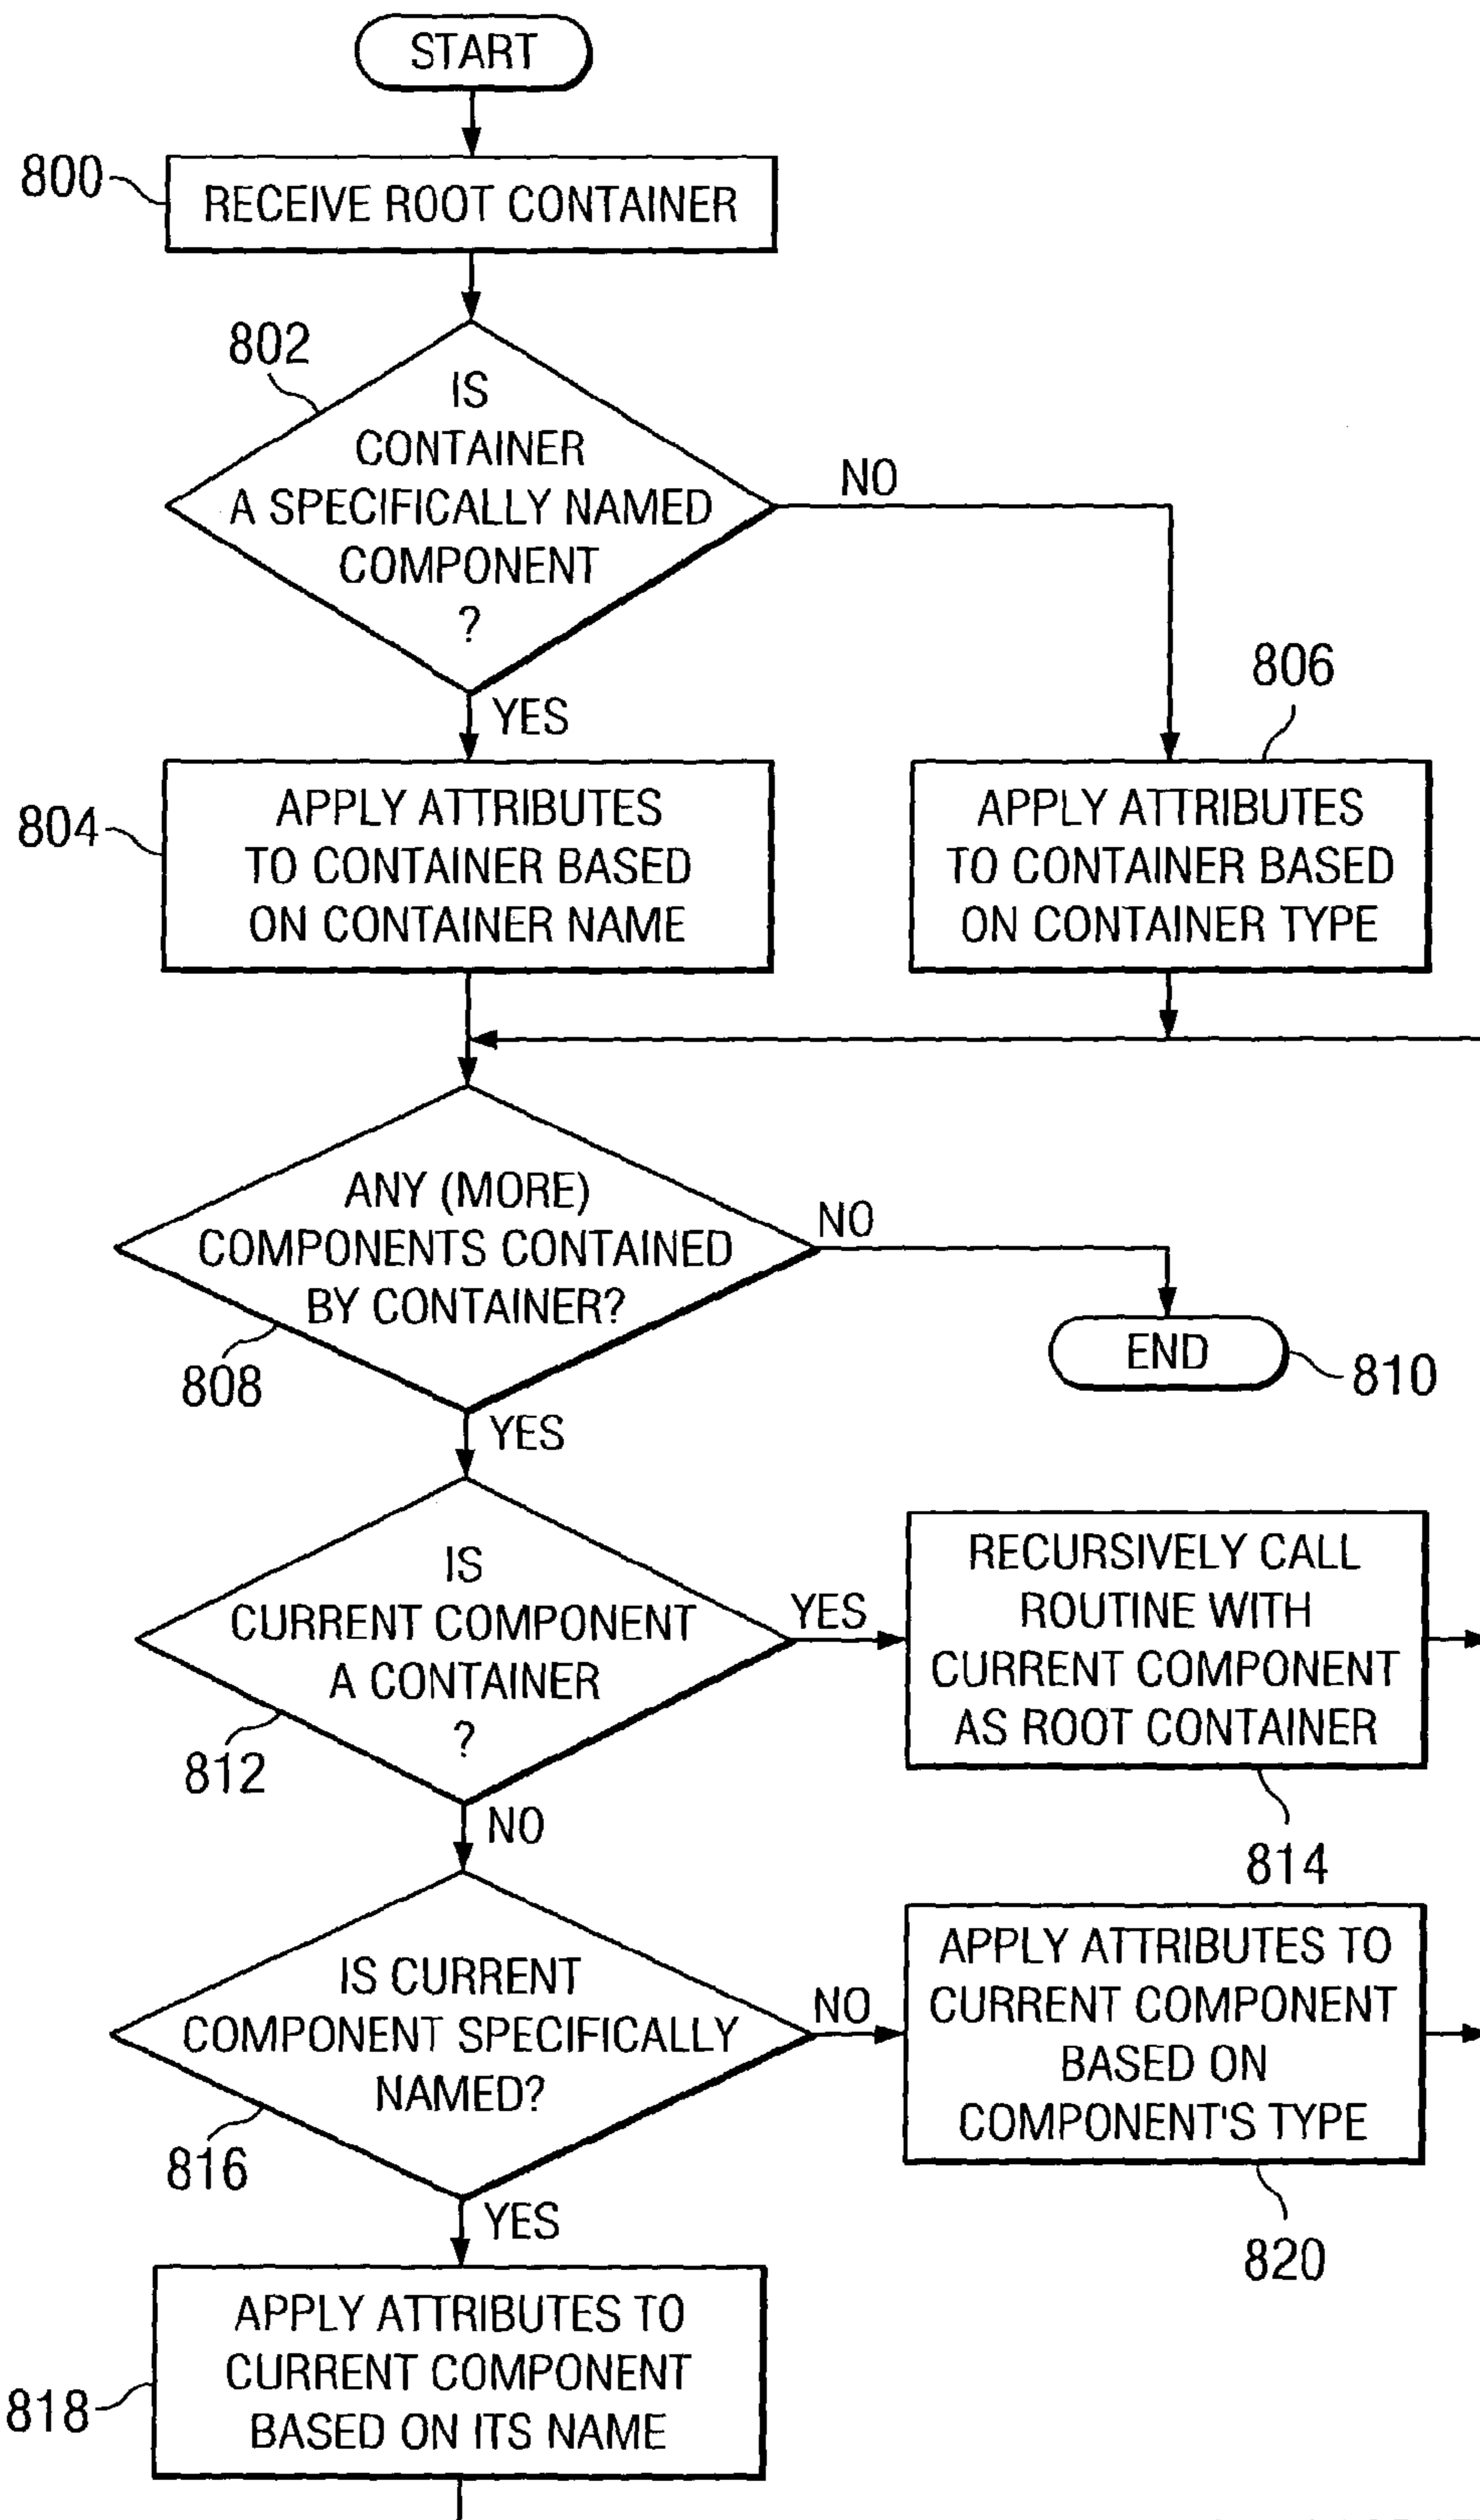 START
800
RECEIVE ROOT CONTAINER
802
IS
CONTAINER
A SPECIFICALLY NAMED
COMPONENT
?
NO
YES
806
804
APPLY ATTRIBUTES
TO CONTAINER BASED
ON CONTAINER NAME
APPLY ATTRIBUTES
TO CONTAINER BASED
ON CONTAINER TYPE
ANY (MORE)
COMPONENTS CONTAINED
BY CONTAINER?
NO
808
END
810
YES
IS
CURRENT COMPONENT
A CONTAINER
?
YES
812
RECURSIVELY CALL
ROUTINE WITH
CURRENT COMPONENT
AS ROOT CONTAINER
814
NO
IS CURRENT
COMPONENT SPECIFICALLY
NAMED?
NO
816
APPLY ATTRIBUTES TO
CURRENT COMPONENT
BASED ON
COMPONENT'S TYPE
820
YES
818
APPLY ATTRIBUTES TO
CURRENT COMPONENT
BASED ON ITS NAME